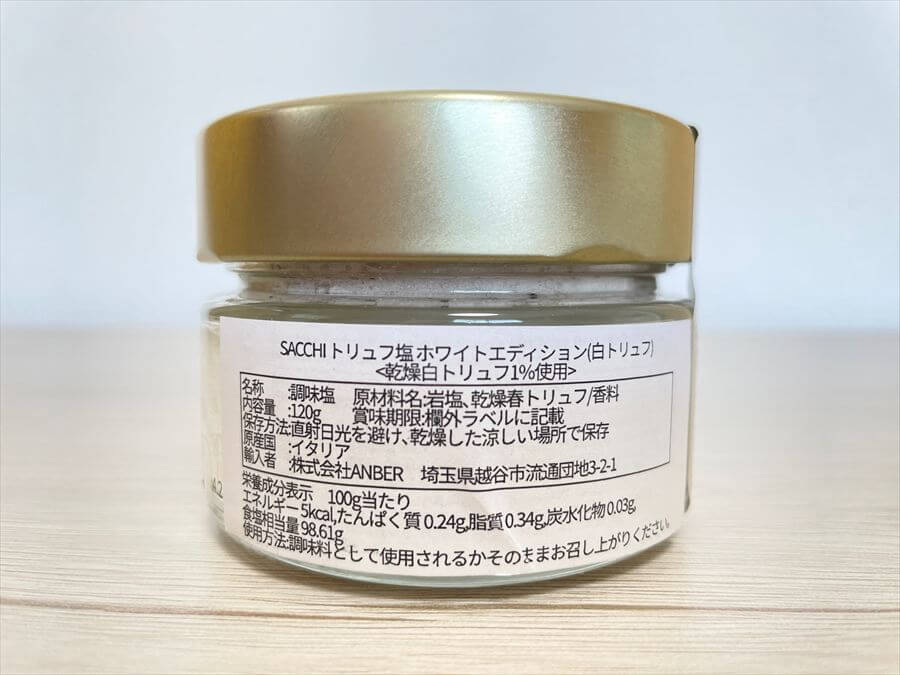 SACCHI トリュフ塩 ホワイトエディション(白トリュフ)
<乾燥白トリュフ1%使用>
名称 :調味塩 原材料名:岩塩、乾燥春トリュフ/香料
内容量 :120g 賞味期限:欄外ラベルに記載
保存方法:直射日光を避け、乾燥した涼しい場所で保存
原産国 :イタリア
輸入者 :株式会社ANBER 埼玉県越谷市流通団地3-2-1
栄養成分表示 100g当たり
エネルギー5kcal,たんぱく質 0.24g,脂質 0.34g,炭水化物 0.03g,
食塩相当量 98.61g
使用方法:調味料として使用されるかそのままお召し上がりください。